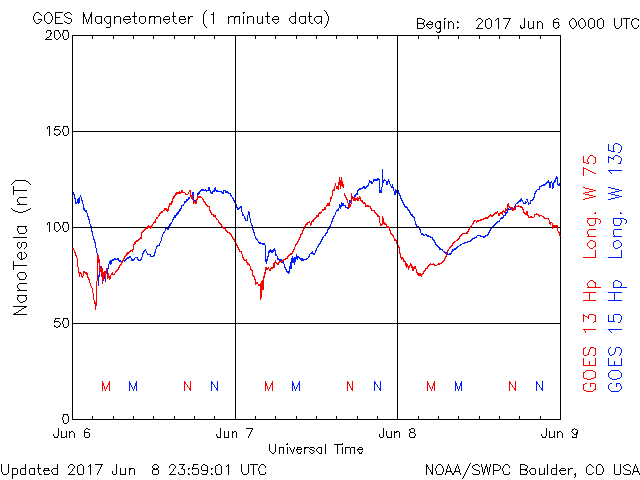 GOES Magnetometer (1 minute data)
Begin: 2017 Jun 6 0000 UTC
200
150
100
50
0
NanoTesla (nT)
M M N N M M N N M M N N
Jun 6 Jun 7 Jun 8 Jun 9
Universal Time
GOES 13 Hp Long. W 75
GOES 15 Hp Long. W 135
Updated 2017 Jun 8 23:59:01 UTC
NOAA/SWPC Boulder, CO USA